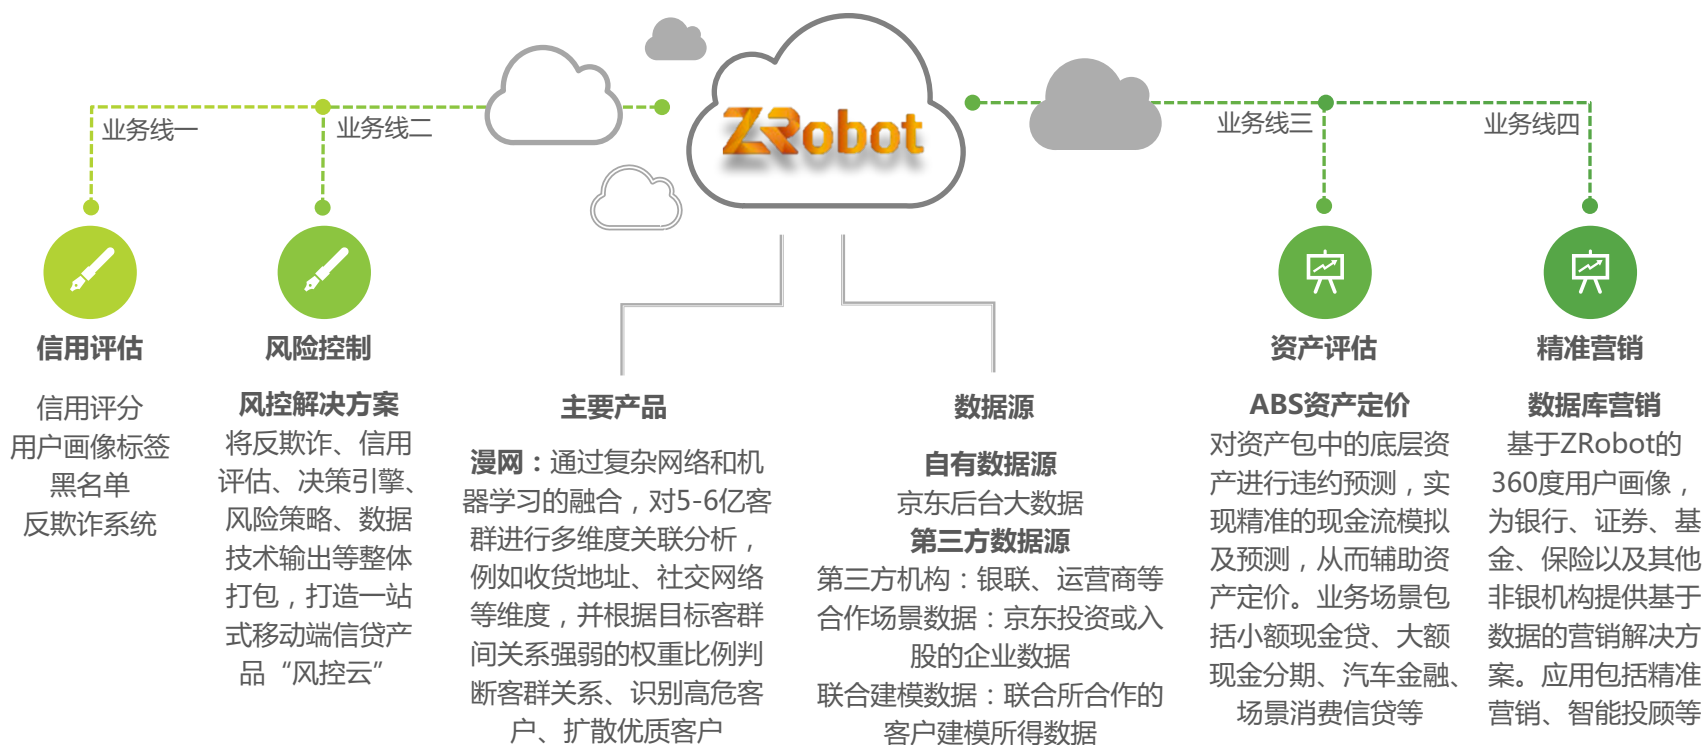 ZRobot
业务线一
业务线二
业务线三
业务线四
信用评估
信用评分
用户画像标签
黑名单
反欺诈系统
风险控制
风控解决方案
将反欺诈、信用
评估、决策引擎、
风险策略、数据
技术输出等整体
打包，打造一站
式移动端信贷产
品“风控云”
主要产品
漫网：通过复杂网络和机
器学习的融合，对5-6亿客
群进行多维度关联分析，
例如收货地址、社交网络
等维度，并根据目标客群
间关系强弱的权重比例判
断客群关系、识别高危客
户、扩散优质客户
数据源
自有数据源
京东后台大数据
第三方数据源
第三方机构：银联、运营商等
合作场景数据：京东投资或入
股的企业数据
联合建模数据：联合所合作的
客户建模所得数据
资产评估
ABS资产定价
对资产包中的底层资
产进行违约预测，实
现精准的现金流模拟
及预测，从而辅助资
产定价。业务场景包
括小额现金贷、大额
现金分期、汽车金融、
场景消费信贷等
精准营销
数据库营销
基于ZRobot的
360度用户画像，
为银行、证券、基
金、保险以及其他
非银机构提供基于
数据的营销解决方
案。应用包括精准
营销、智能投顾等